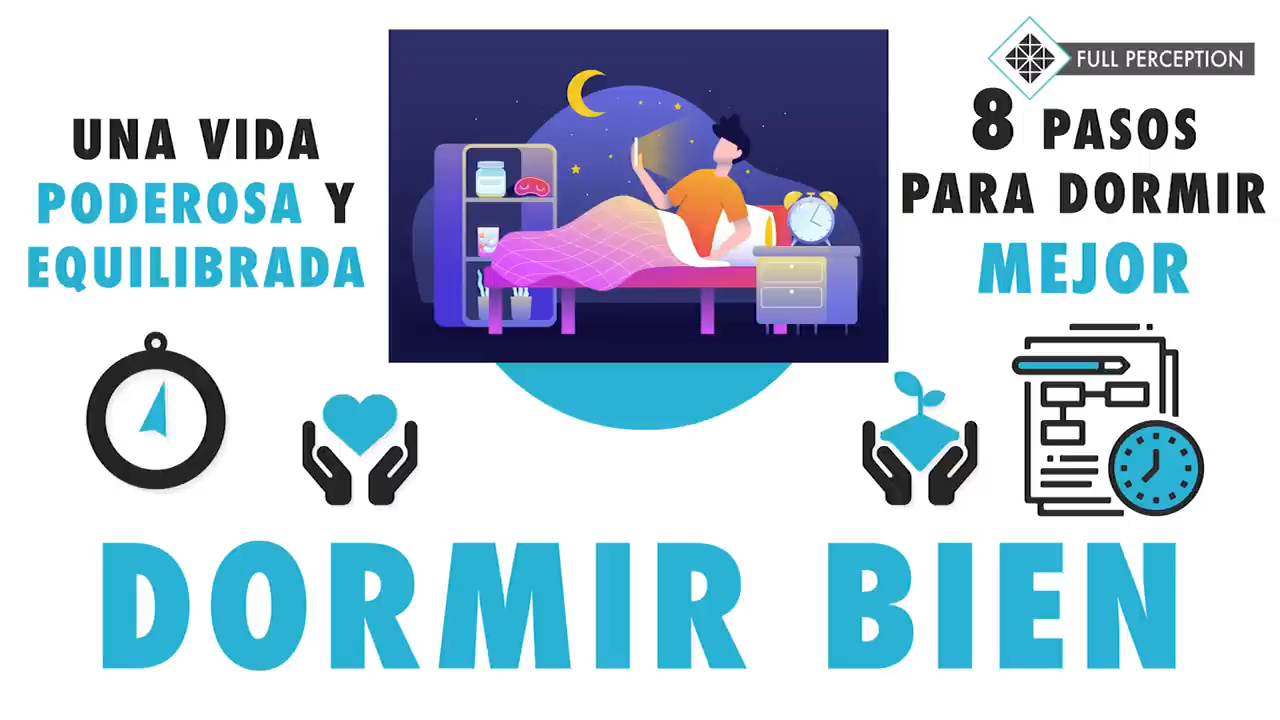 FULL PERCEPTION
UNA VIDA
PODEROSA Y
EQUILIBRADA
8 PASOS
PARA DORMIR
MEJOR
DORMIR BIEN